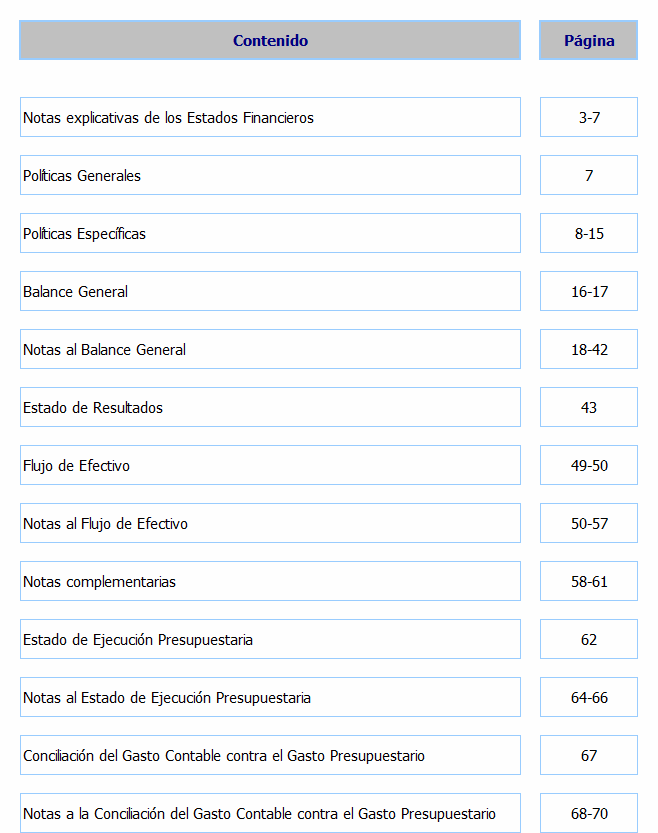 Contenido Página
Notas explicativas de los Estados Financieros 3-7
Políticas Generales 7
Políticas Específicas 8-15
Balance General 16-17
Notas al Balance General 18-42
Estado de Resultados 43
Flujo de Efectivo 49-50
Notas al Flujo de Efectivo 50-57
Notas complementarias 58-61
Estado de Ejecución Presupuestaria 62
Notas al Estado de Ejecución Presupuestaria 64-66
Conciliación del Gasto Contable contra el Gasto Presupuestario 67
Notas a la Conciliación del Gasto Contable contra el Gasto Presupuestario 68-70